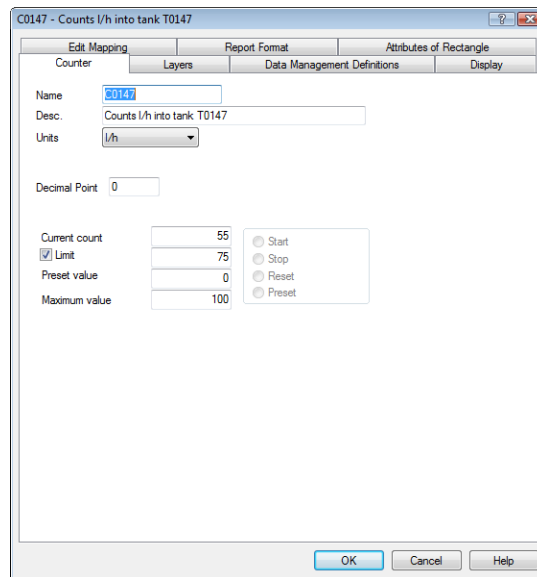 C0147 - Counts l/h into tank T0147
Edit Mapping Report Format Attributes of Rectangle
Counter Layers Data Management Definitions Display
Name C0147
Desc. Counts l/h into tank T0147
Units l/h
Decimal Point 0
Current count 55
Limit 75
Preset value 0
Maximum value 100
Start
Stop
Reset
Preset
OK Cancel Help